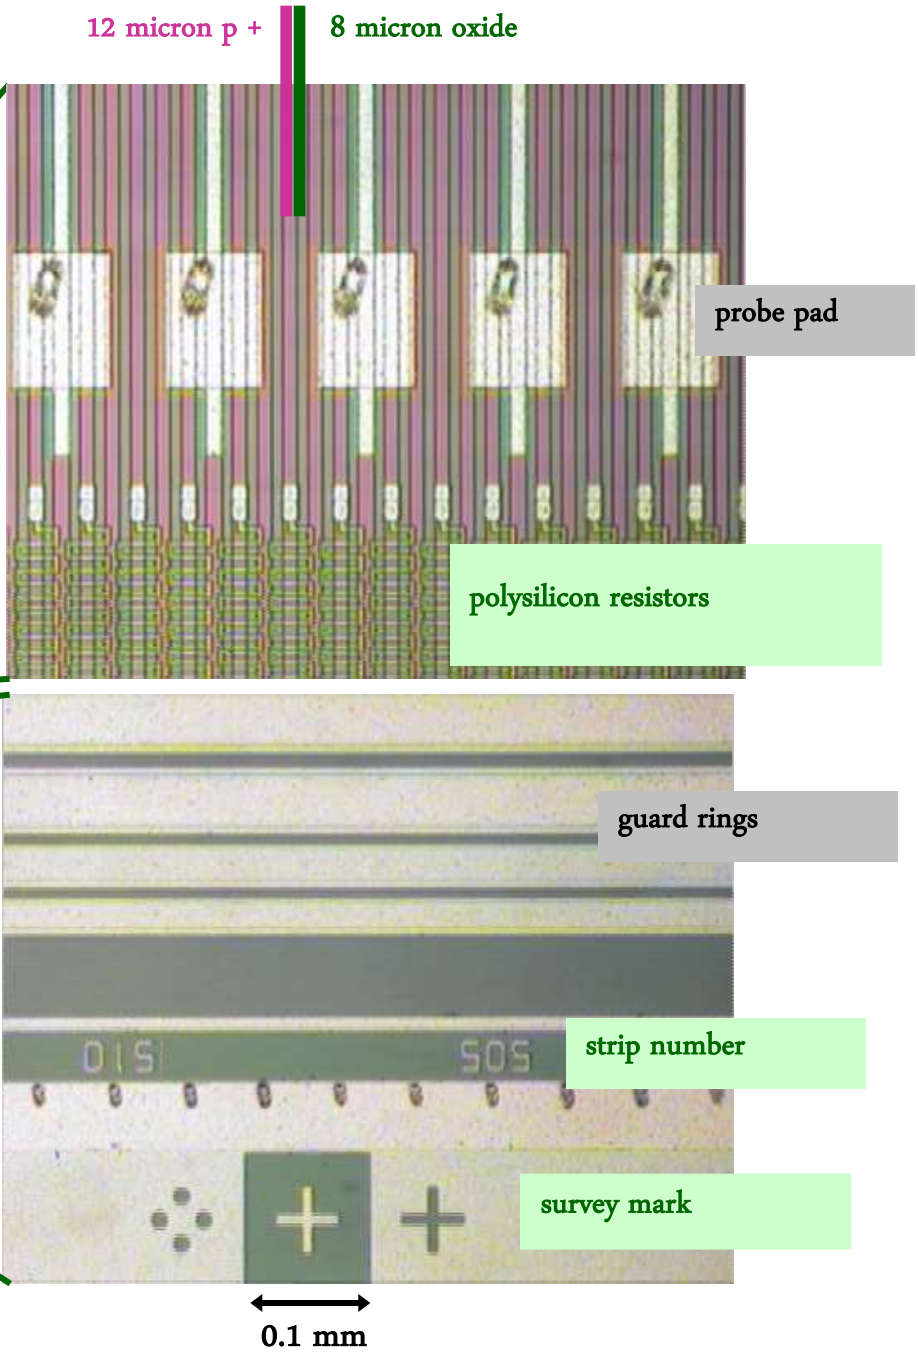 12 micron p +
8 micron oxide
probe pad
polysilicon resistors
guard rings
strip number
510 505
survey mark
0.1 mm